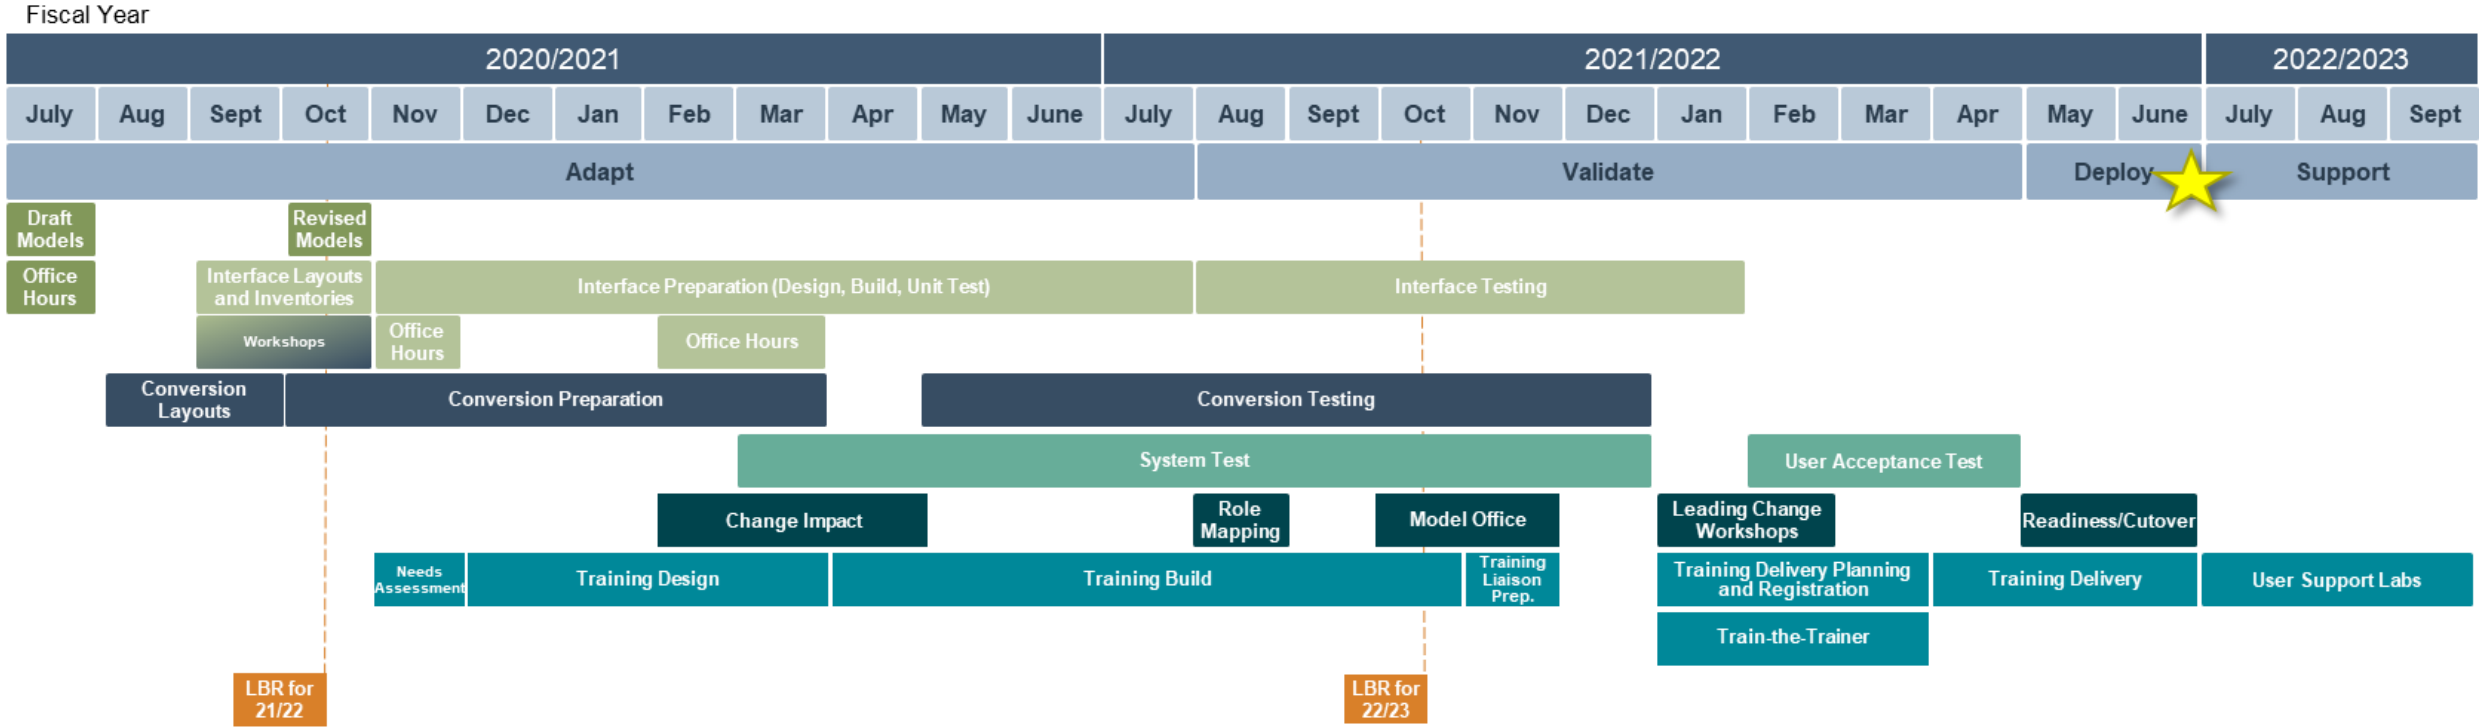 Fiscal Year
2020/2021 2021/2022 2022/2023
July Aug Sept Oct Nov Dec Jan Feb Mar Apr May June July Aug Sept Oct Nov Dec Jan Feb Mar Apr May June July Aug Sept
Adapt Validate Deploy Support
Draft
Models
Revised
Models
Office
Hours
Interface Layouts
and Inventories
Interface Preparation (Design, Build, Unit Test)
Interface Testing
Workshops
Office
Hours
Office Hours
Conversion
Layouts
Conversion Preparation
Conversion Testing
System Test
User Acceptance Test
Change Impact
Role
Mapping
Model Office
Leading Change
Workshops
Readiness/Cutover
Needs
Assessment
Training Design
Training Build
Training
Liaison
Prep.
Training Delivery Planning
and Registration
Training Delivery
User Support Labs
Train-the-Trainer
LBR for
21/22
LBR for
22/23